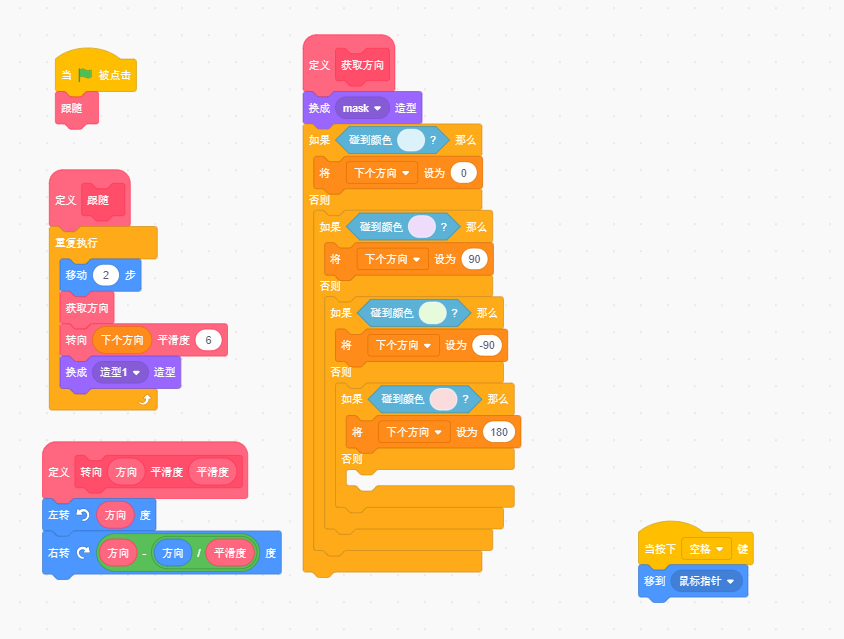 当 被点击
跟随
定义 跟随
重复执行
移动 2 步
获取方向
转向 下个方向 平滑度 6
换成 造型1 造型
定义 转向 方向 平滑度 平滑度
左转 方向 度
右转 方向 - 方向 / 平滑度 度
定义 获取方向
换成 mask 造型
如果 碰到颜色 ? 那么
将 下个方向 设为 0
否则
如果 碰到颜色 ? 那么
将 下个方向 设为 90
否则
如果 碰到颜色 ? 那么
将 下个方向 设为 -90
否则
如果 碰到颜色 ? 那么
将 下个方向 设为 180
否则
当按下 空格 键
移到 鼠标指针